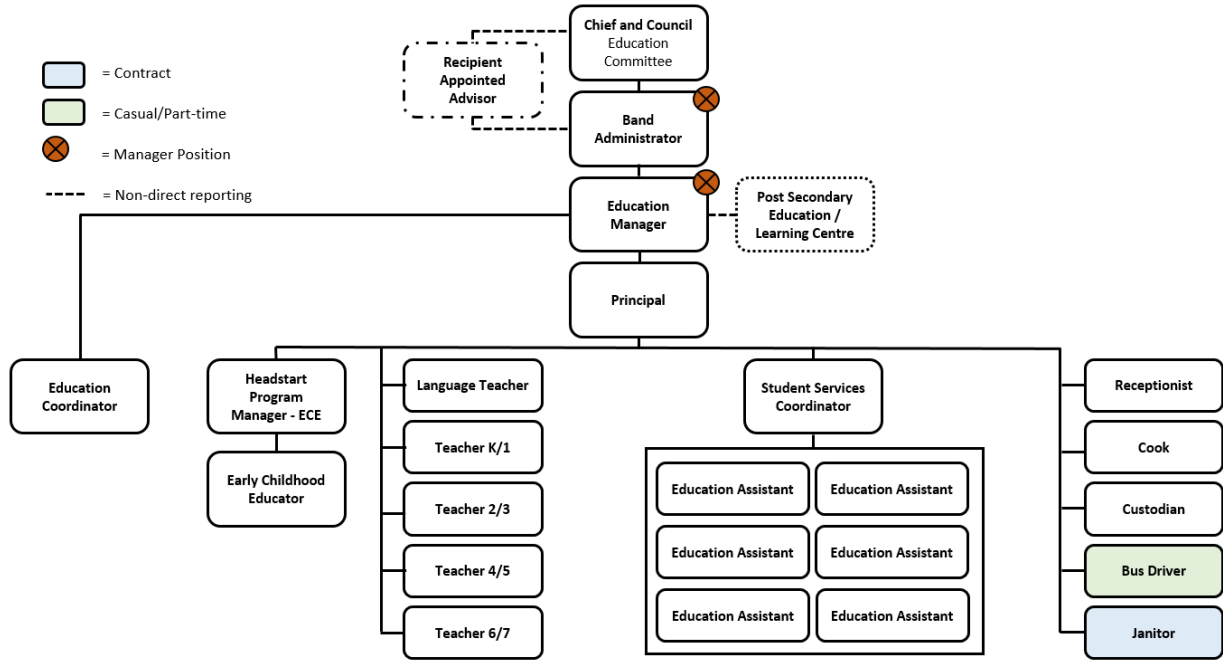 Chief and Council
Education
Committee
Recipient
Appointed
Advisor
= Contract
= Casual/Part-time
= Manager Position
= Non-direct reporting
Band
Administrator
Education
Manager
Post Secondary
Education /
Learning Centre
Principal
Education
Coordinator
Headstart
Program
Manager - ECE
Early Childhood
Educator
Language Teacher
Teacher K/1
Teacher 2/3
Teacher 4/5
Teacher 6/7
Student Services
Coordinator
Education Assistant
Education Assistant
Education Assistant
Education Assistant
Education Assistant
Education Assistant
Receptionist
Cook
Custodian
Bus Driver
Janitor